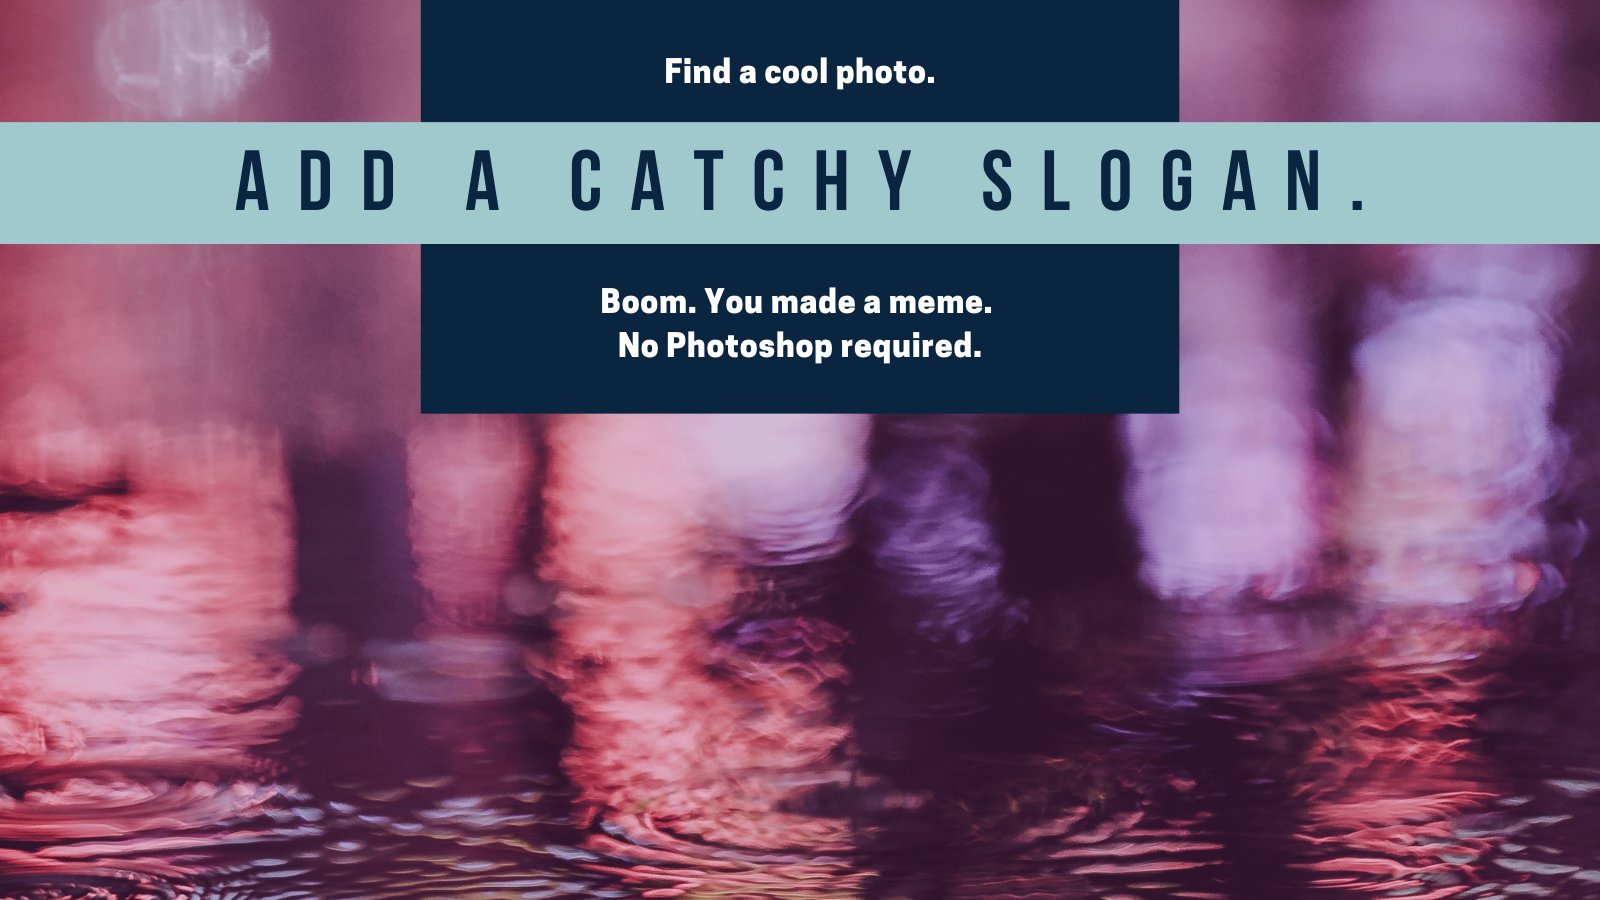 Find a cool photo.
ADD A CATCHY SLOGAN.
Boom. You made a meme.
No Photoshop required.